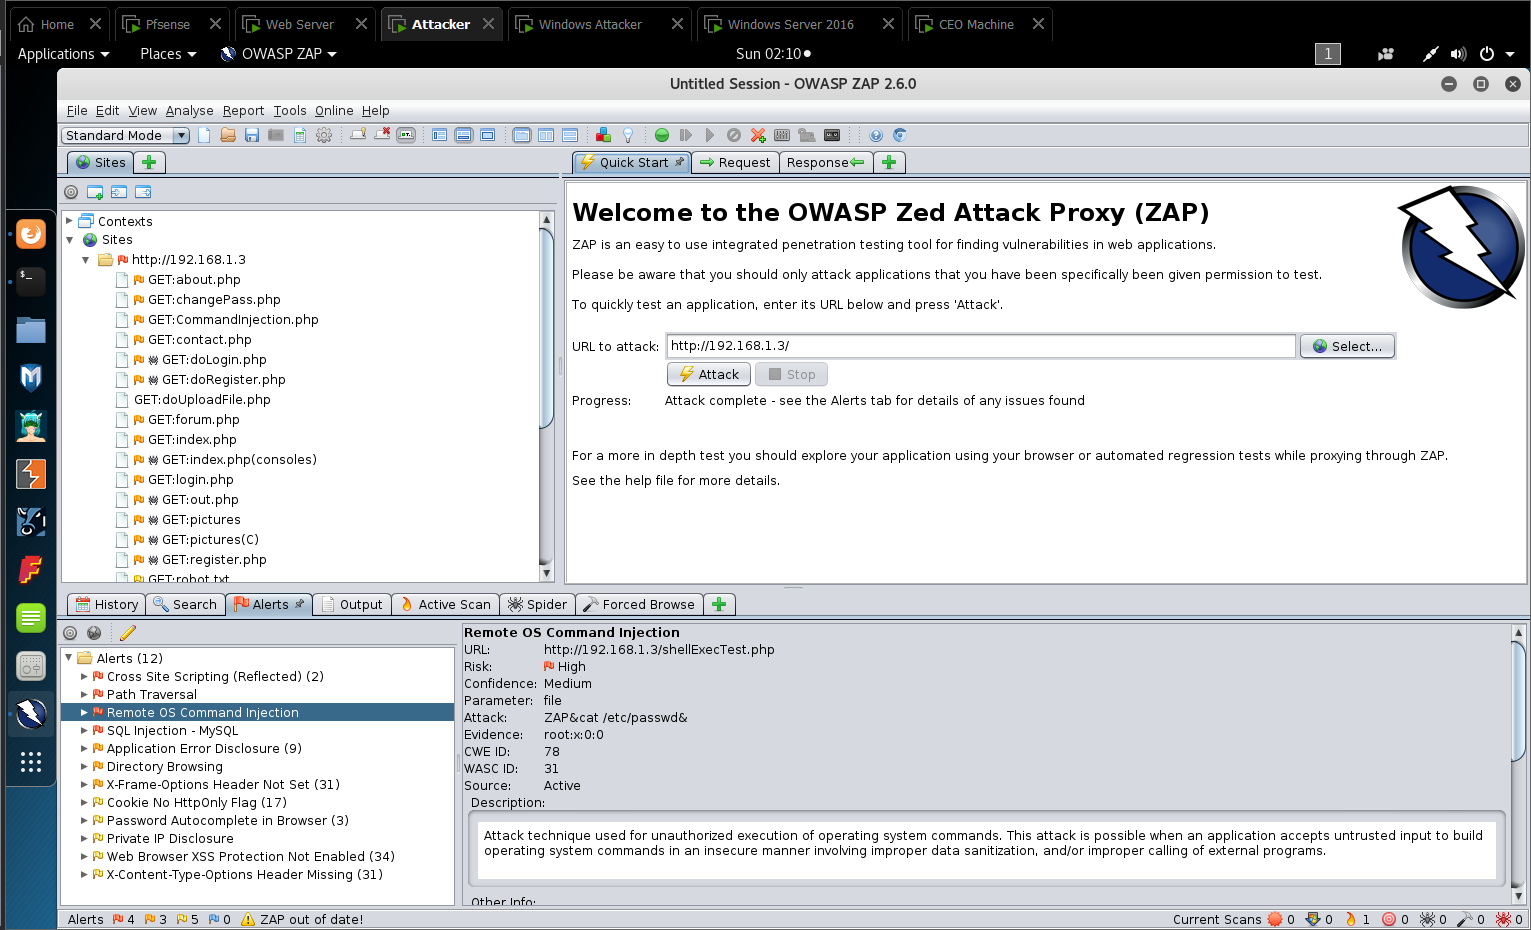 Home
Pfsense
Web Server
Attacker
Windows Attacker
Windows Server 2016
CEO Machine
Applications
Places
OWASP ZAP
Sun 02:10
1
Untitled Session - OWASP ZAP 2.6.0
File Edit View Analyse Report Tools Online Help
Standard Mode
Sites
Quick Start
Request
Response
Contexts
Sites
http://192.168.1.3
GET:about.php
GET:changePass.php
GET:CommandInjection.php
GET:contact.php
GET:doLogin.php
GET:doRegister.php
GET:doUploadFile.php
GET:forum.php
GET:index.php
GET:index.php(consoles)
GET:login.php
GET:out.php
GET:pictures
GET:pictures(C)
GET:register.php
GET:robot.txt
Welcome to the OWASP Zed Attack Proxy (ZAP)
ZAP is an easy to use integrated penetration testing tool for finding vulnerabilities in web applications.
Please be aware that you should only attack applications that you have been specifically been given permission to test.
To quickly test an application, enter its URL below and press 'Attack'.
URL to attack: http://192.168.1.3/ Select...
Attack Stop
Progress: Attack complete - see the Alerts tab for details of any issues found
For a more in depth test you should explore your application using your browser or automated regression tests while proxying through ZAP.
See the help file for more details.
History
Search
Alerts
Output
Active Scan
Spider
Forced Browse
Alerts (12)
Cross Site Scripting (Reflected) (2)
Path Traversal
Remote OS Command Injection
SQL Injection - MySQL
Application Error Disclosure (9)
Directory Browsing
X-Frame-Options Header Not Set (31)
Cookie No HttpOnly Flag (17)
Password Autocomplete in Browser (3)
Private IP Disclosure
Web Browser XSS Protection Not Enabled (34)
X-Content-Type-Options Header Missing (31)
Remote OS Command Injection
URL: http://192.168.1.3/shellExecTest.php
Risk: High
Confidence: Medium
Parameter: file
Attack: ZAP&cat /etc/passwd&
Evidence: root:x:0:0
CWE ID: 78
WASC ID: 31
Source: Active
Description:
Attack technique used for unauthorized execution of operating system commands. This attack is possible when an application accepts untrusted input to build
operating system commands in an insecure manner involving improper data sanitization, and/or improper calling of external programs.
Other Info:
Alerts 4 3 5 0 ZAP out of date!
Current Scans 0 0 1 0 0 0 0